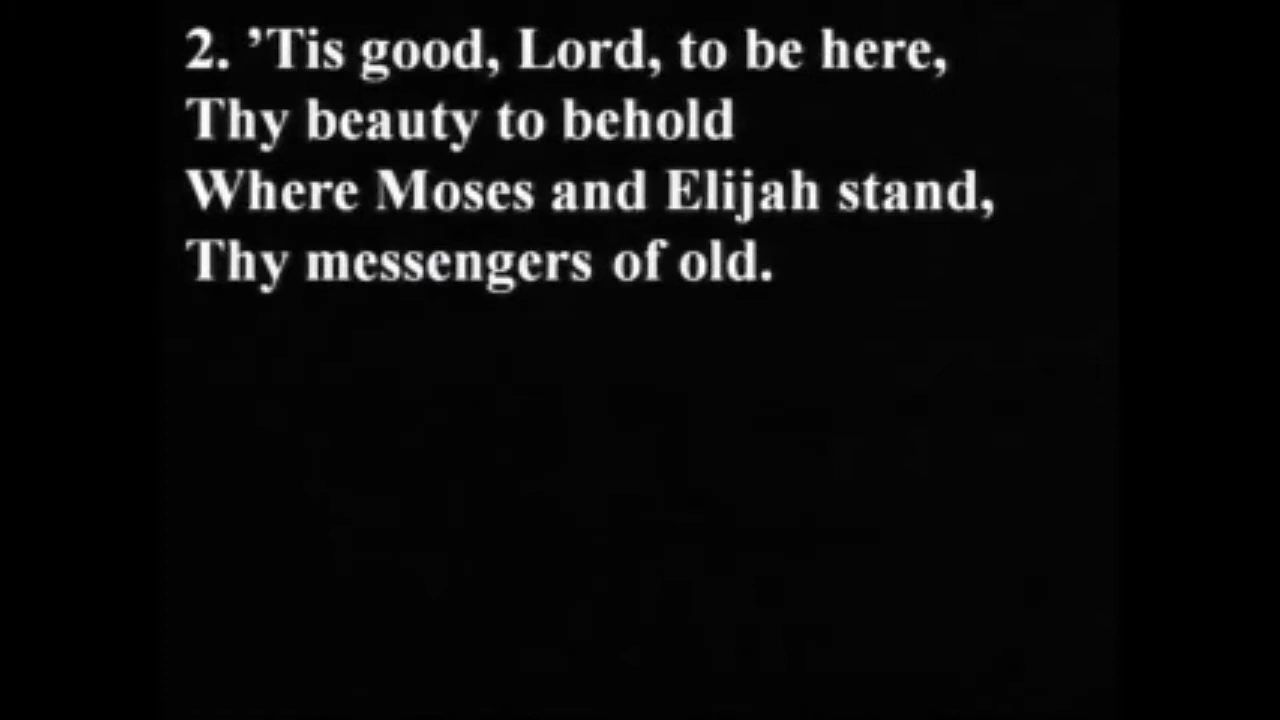 2. ’Tis good, Lord, to be here,
Thy beauty to behold
Where Moses and Elijah stand,
Thy messengers of old.